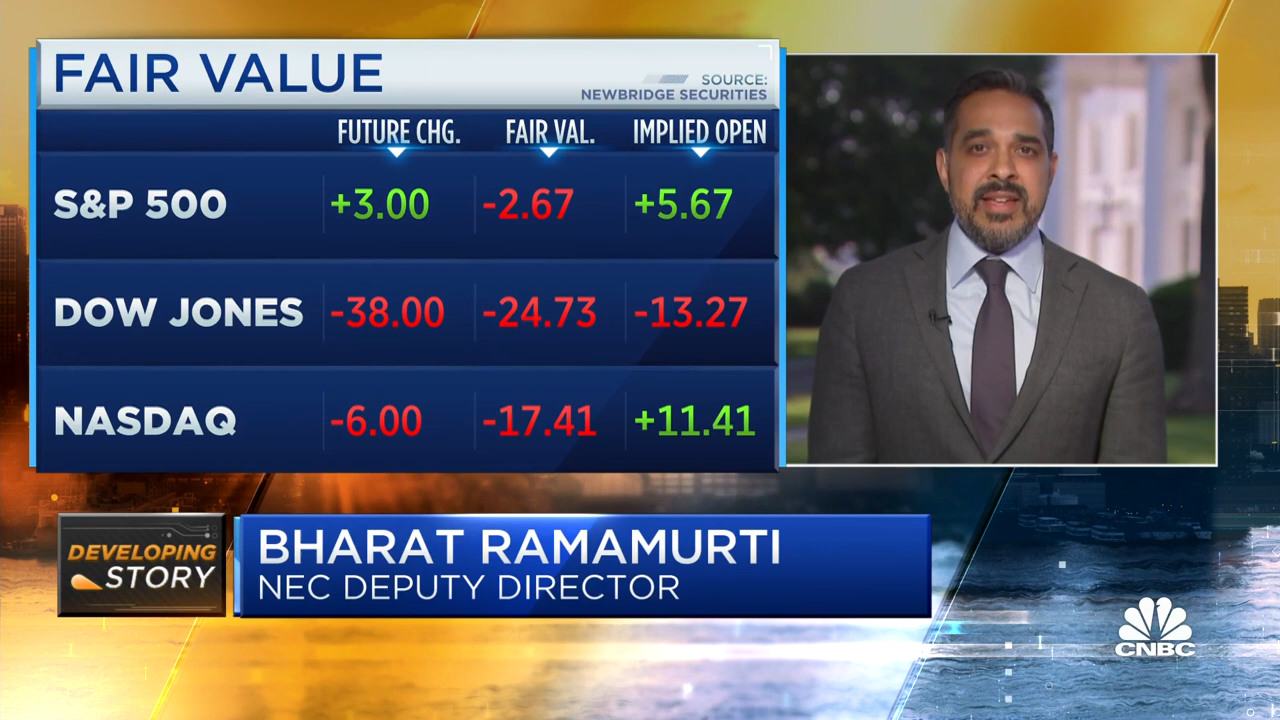 FAIR VALUE
SOURCE:
NEWBRIDGE SECURITIES
FUTURE CHG. FAIR VAL. IMPLIED OPEN
S&P 500 +3.00 -2.67 +5.67
DOW JONES -38.00 -24.73 -13.27
NASDAQ -6.00 -17.41 +11.41
DEVELOPING
STORY
BHARAT RAMAMURTI
NEC DEPUTY DIRECTOR
CNBC